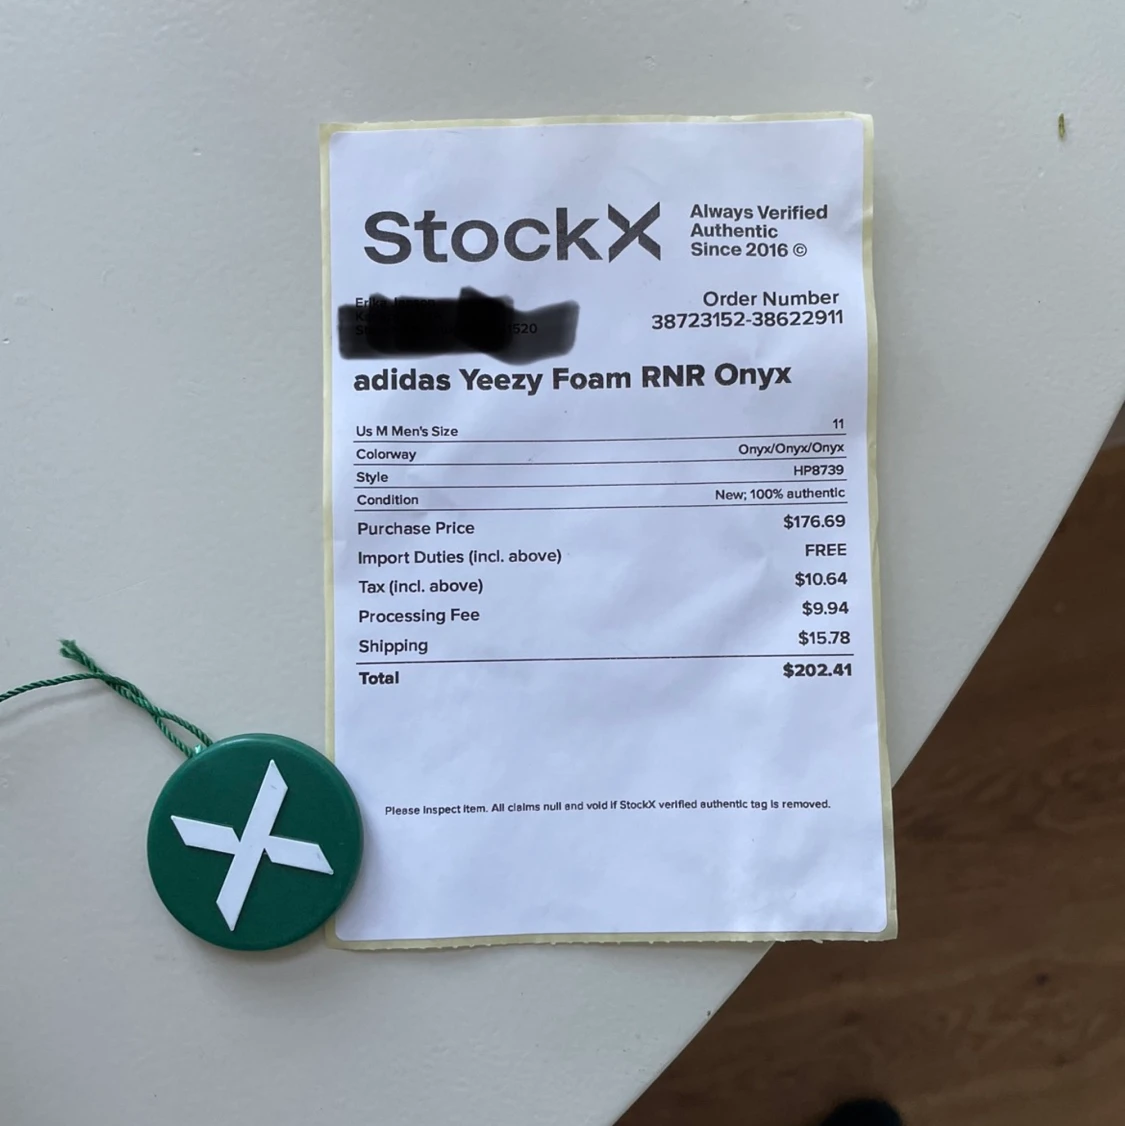 StockX
Always Verified
Authentic
Since 2016 ©
520
Order Number
38723152-38622911
adidas Yeezy Foam RNR Onyx
Us M Men's Size 11
Colorway Onyx/Onyx/Onyx
Style HP8739
Condition New; 100% authentic
Purchase Price $176.69
Import Duties (incl. above) FREE
Tax (incl. above) $10.64
Processing Fee $9.94
Shipping $15.78
Total $202.41
Please Inspect Item. All claims null and void if StockX verified authentic tag is removed.
X